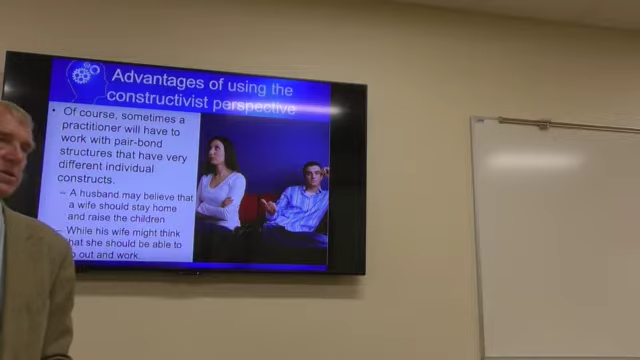 Advantages of using the
constructivist perspective
• Of course, sometimes a
practitioner will have to
work with pair-bond
structures that have very
different individual
constructs.
– A husband may believe that
a wife should stay home
and raise the children
– While his wife might think
that she should be able to
out and work.